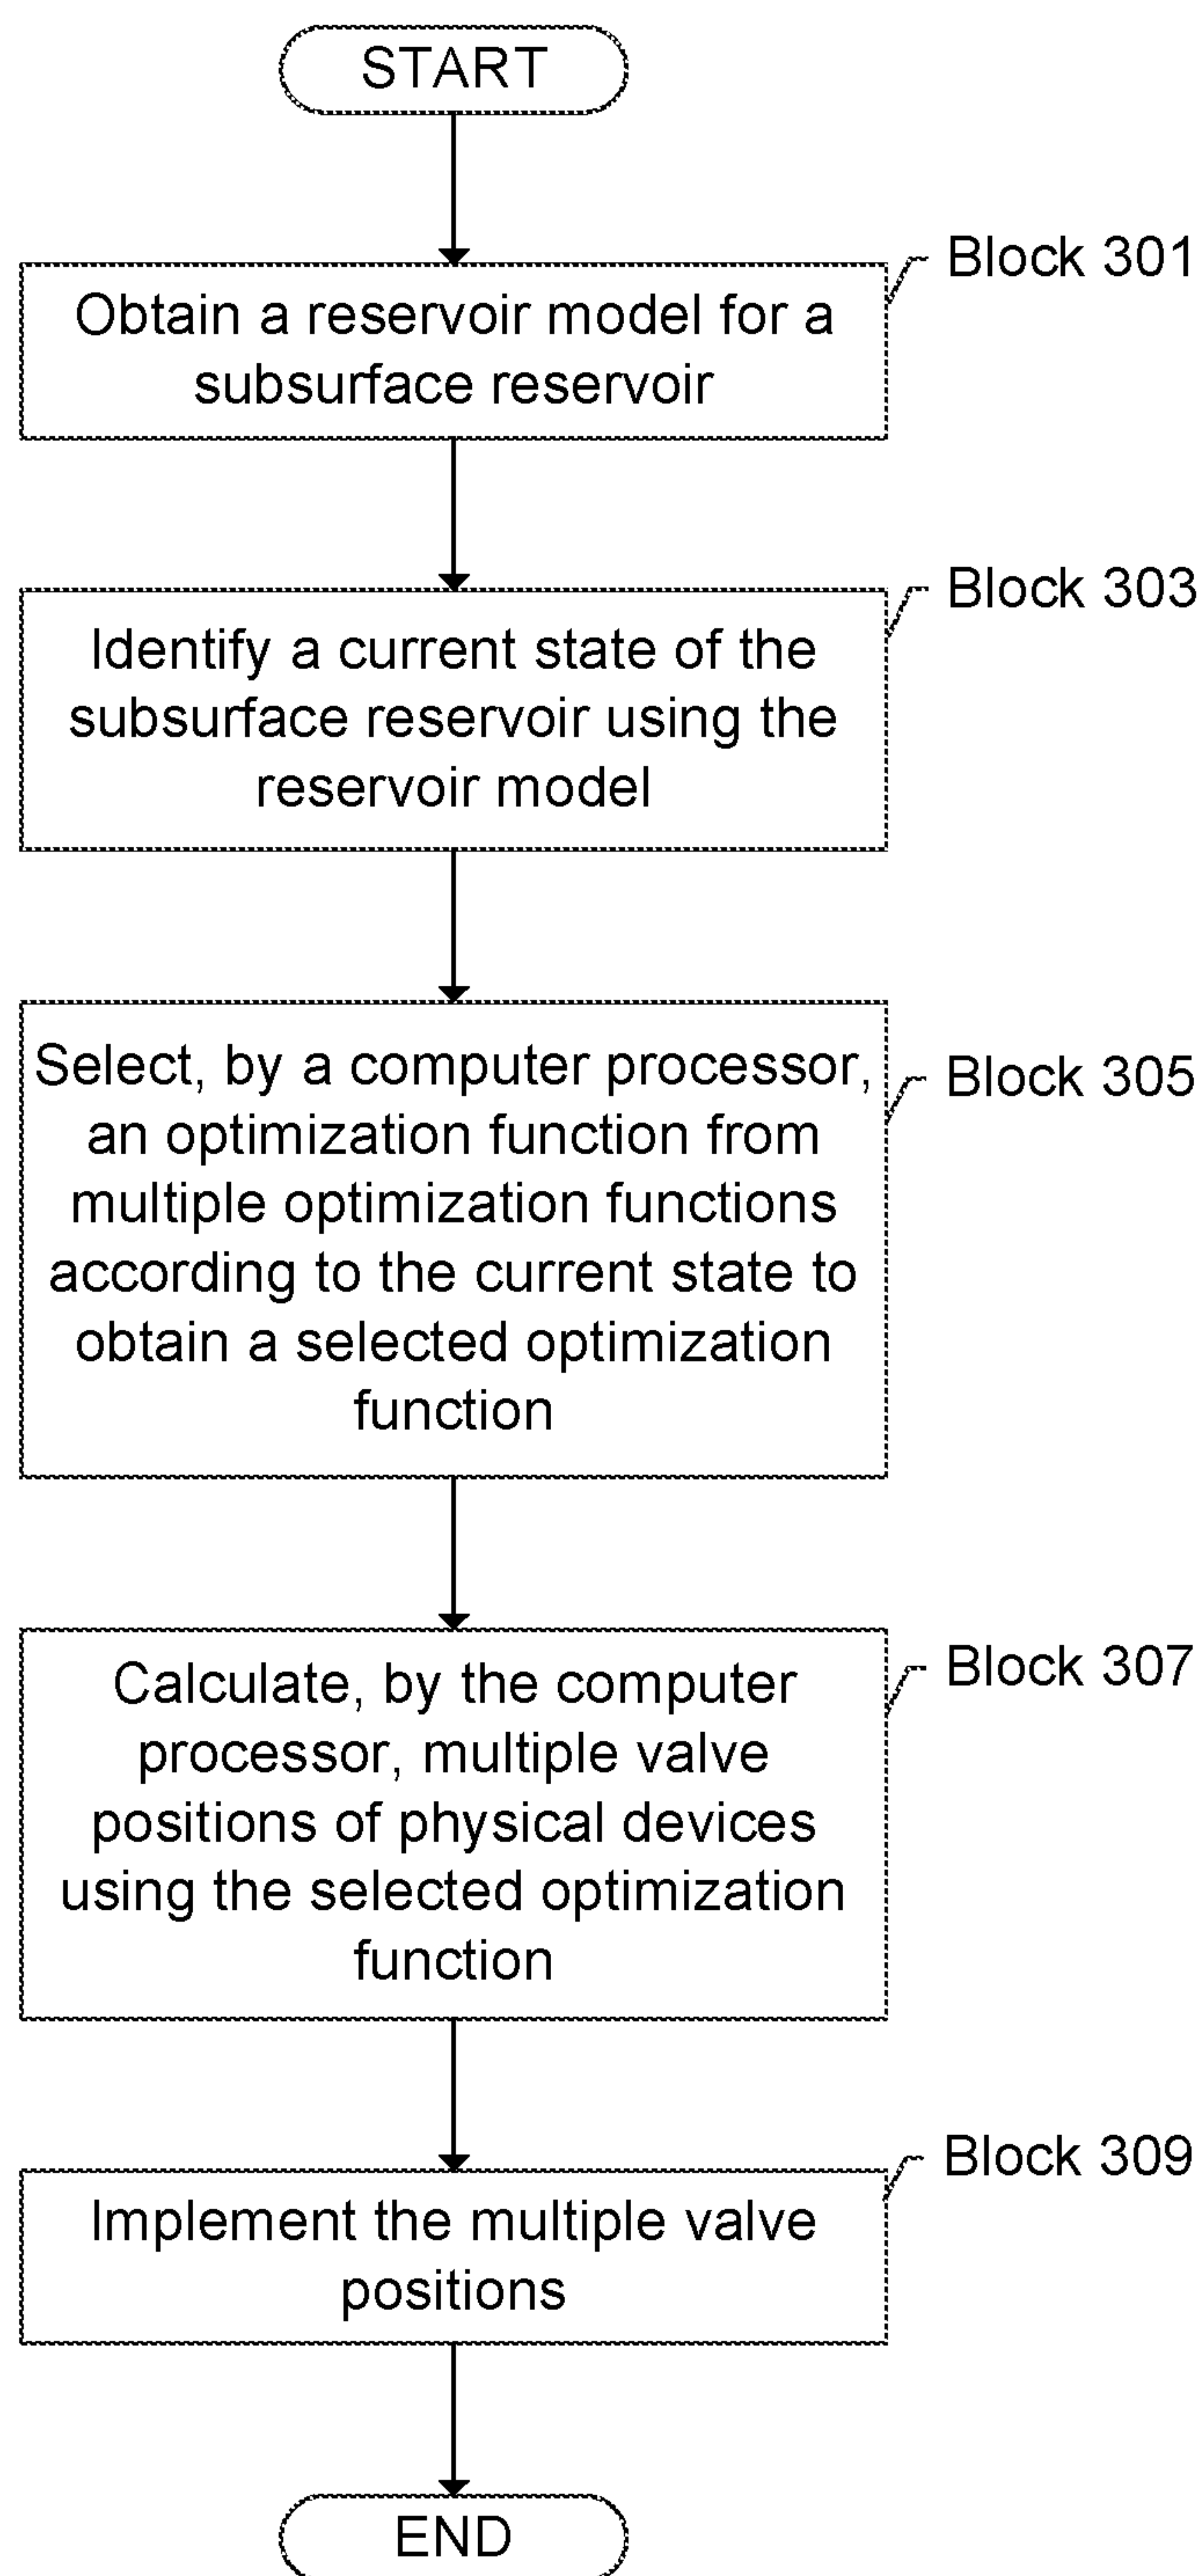 START
Block 301
Obtain a reservoir model for a
subsurface reservoir
Block 303
Identify a current state of the
subsurface reservoir using the
reservoir model
Block 305
Select, by a computer processor,
an optimization function from
multiple optimization functions
according to the current state to
obtain a selected optimization
function
Block 307
Calculate, by the computer
processor, multiple valve
positions of physical devices
using the selected optimization
function
Block 309
Implement the multiple valve
positions
END